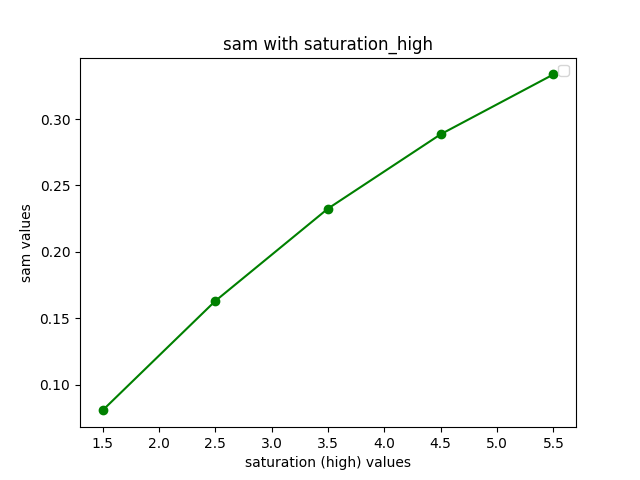 sam with saturation_high
0.30
0.25
0.20
0.15
0.10
sam values
1.5 2.0 2.5 3.0 3.5 4.0 4.5 5.0 5.5
saturation (high) values